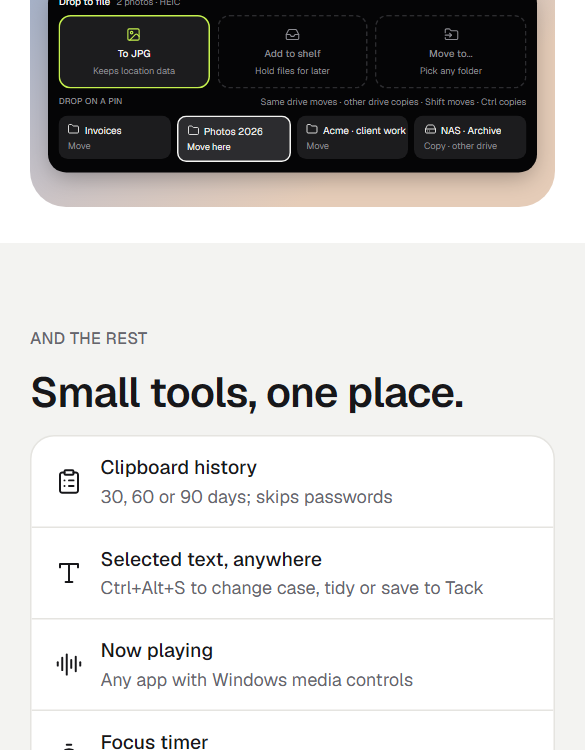 Drop to file 2 photos · HEIC
To JPG
Keeps location data
Add to shelf
Hold files for later
Move to...
Pick any folder
DROP ON A PIN
Same drive moves · other drive copies · Shift moves · Ctrl copies
Invoices
Move
Photos 2026
Move here
Acme · client work
Move
NAS · Archive
Copy · other drive
AND THE REST
Small tools, one place.
Clipboard history
30, 60 or 90 days; skips passwords
Selected text, anywhere
Ctrl+Alt+S to change case, tidy or save to Tack
Now playing
Any app with Windows media controls
Focus timer